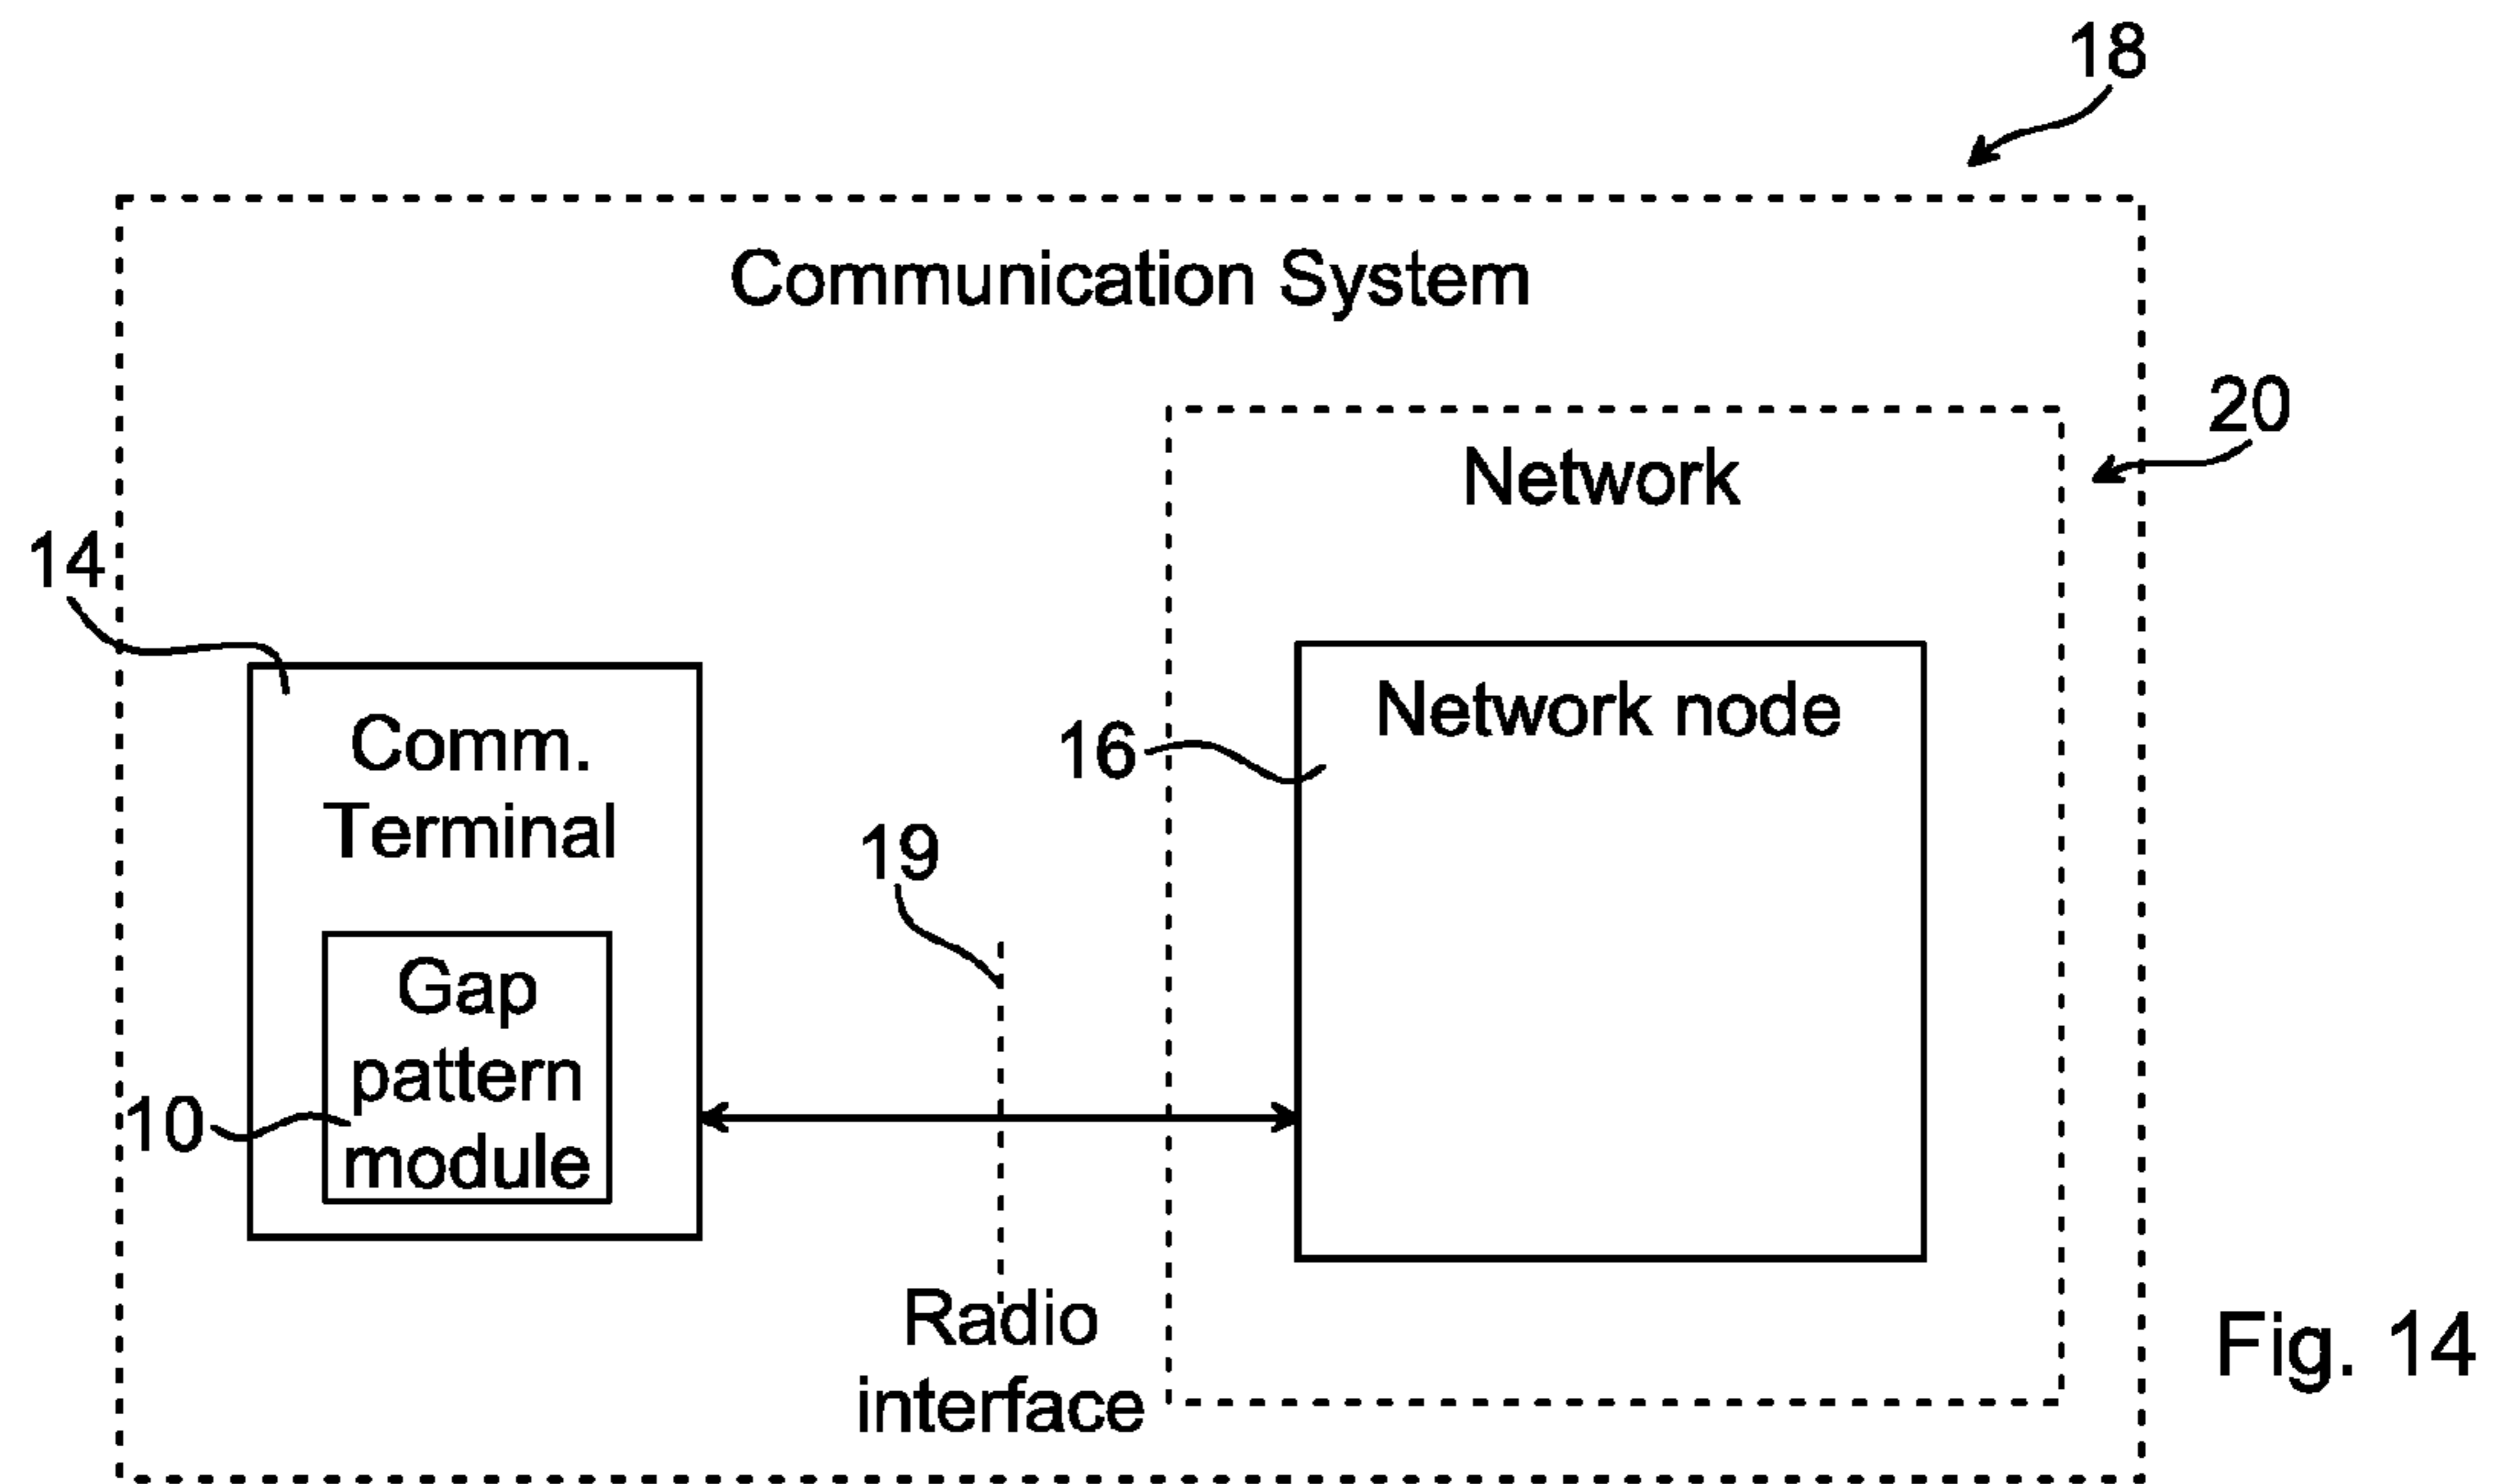 18
Communication System
20
Network
14
Network node
Comm.
Terminal
16
19
Gap
pattern
module
10
Radio
interface
Fig. 14